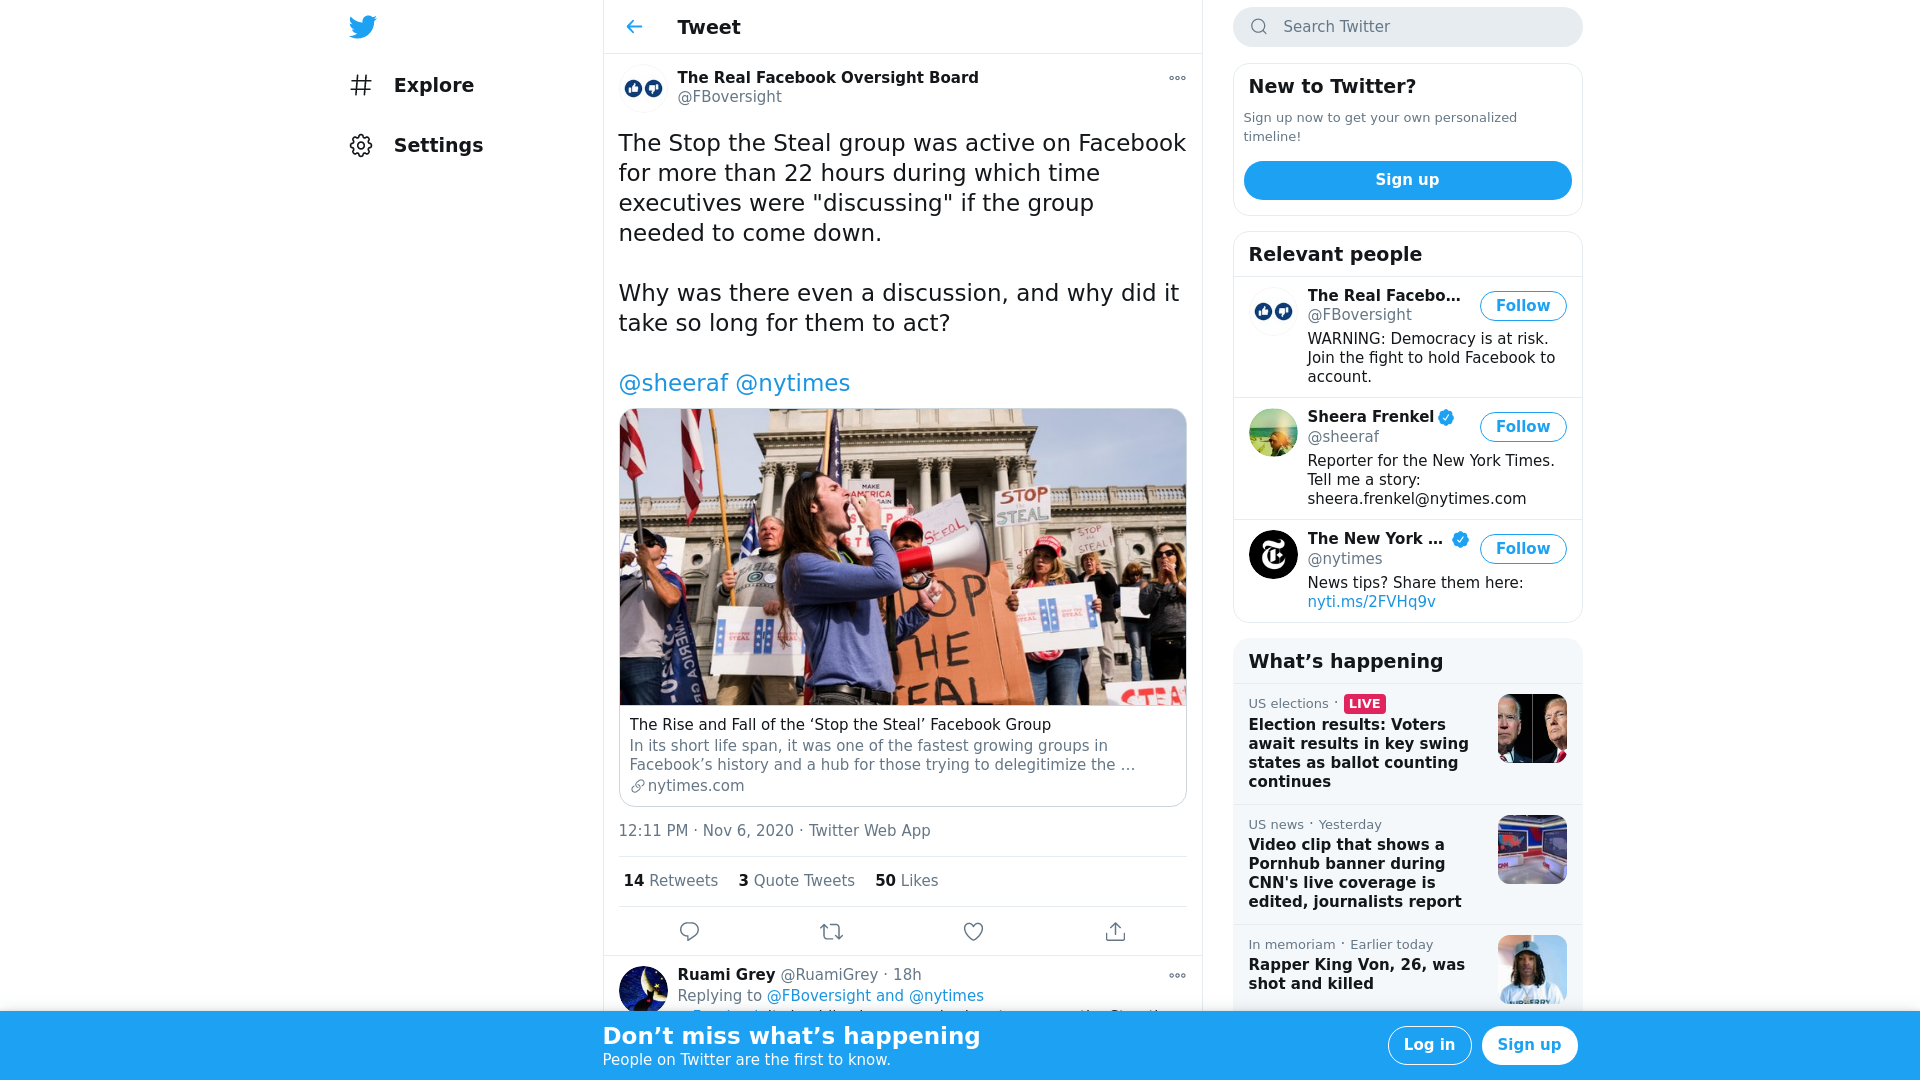 Tweet
Explore
Settings
The Real Facebook Oversight Board
@FBoversight
The Stop the Steal group was active on Facebook
for more than 22 hours during which time
executives were "discussing" if the group
needed to come down.
Why was there even a discussion, and why did it
take so long for them to act?
@sheeraf @nytimes
MAKE
AMERICA
STOP
STEAL
Steal
STOP
STEAL!
STOP
THE
STEAL
The Rise and Fall of the ‘Stop the Steal’ Facebook Group
In its short life span, it was one of the fastest growing groups in
Facebook’s history and a hub for those trying to delegitimize the …
nytimes.com
12:11 PM · Nov 6, 2020 · Twitter Web App
14 Retweets 3 Quote Tweets 50 Likes
Ruami Grey @RuamiGrey · 18h
Replying to @FBoversight and @nytimes
Search Twitter
New to Twitter?
Sign up now to get your own personalized
timeline!
Sign up
Relevant people
The Real Facebo…
@FBoversight
Follow
WARNING: Democracy is at risk.
Join the fight to hold Facebook to
account.
Sheera Frenkel
@sheeraf
Follow
Reporter for the New York Times.
Tell me a story:
sheera.frenkel@nytimes.com
The New York …
@nytimes
Follow
News tips? Share them here:
nyti.ms/2FVHq9v
What’s happening
US elections · LIVE
Election results: Voters
await results in key swing
states as ballot counting
continues
US news · Yesterday
Video clip that shows a
Pornhub banner during
CNN's live coverage is
edited, journalists report
In memoriam · Earlier today
Rapper King Von, 26, was
shot and killed
Don’t miss what’s happening
People on Twitter are the first to know.
Log in
Sign up